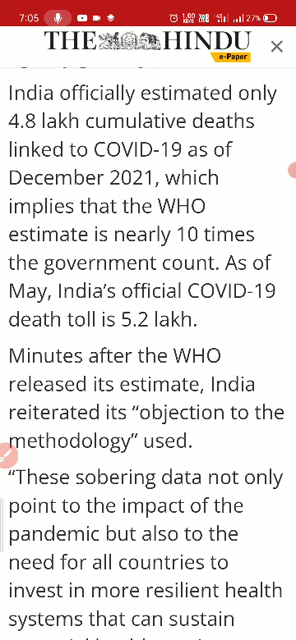 7:05
1.00 KB/S
27%
THE HINDU
e-Paper
India officially estimated only
4.8 lakh cumulative deaths
linked to COVID-19 as of
December 2021, which
implies that the WHO
estimate is nearly 10 times
the government count. As of
May, India's official COVID-19
death toll is 5.2 lakh.
Minutes after the WHO
released its estimate, India
reiterated its “objection to the
methodology” used.
“These sobering data not only
point to the impact of the
pandemic but also to the
need for all countries to
invest in more resilient health
systems that can sustain